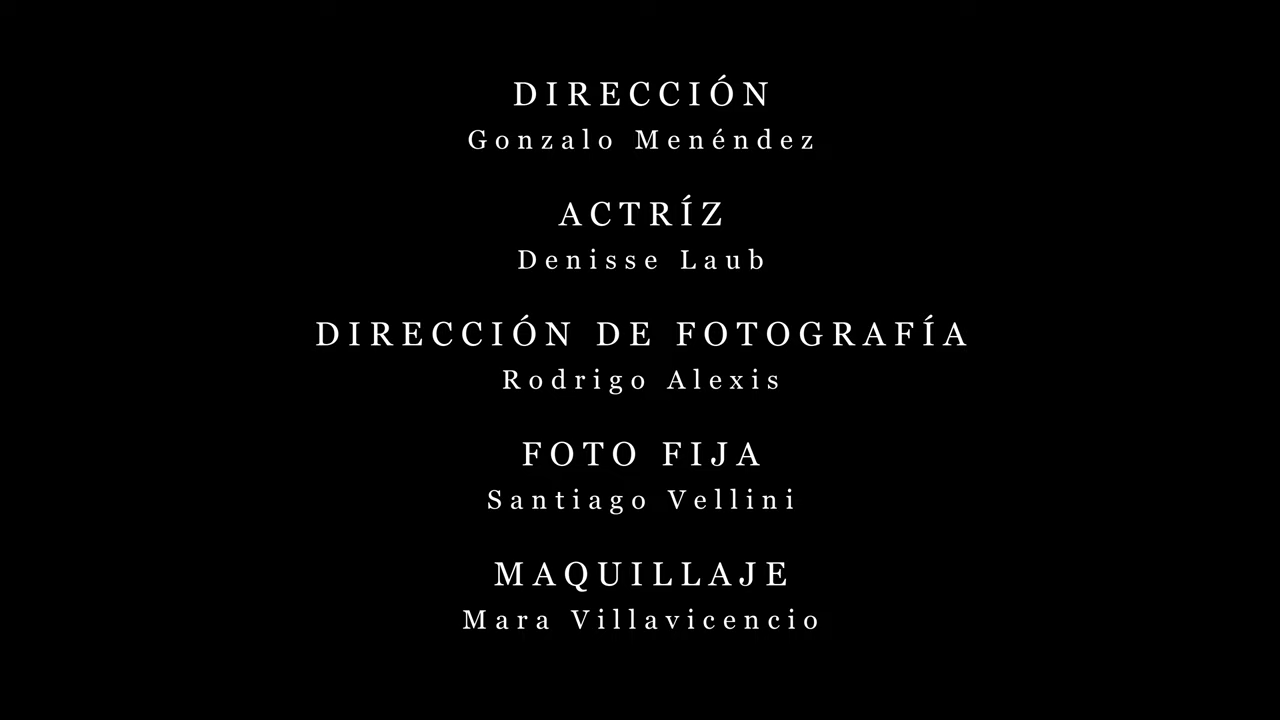 DIRECCIÓN
Gonzalo Menéndez
ACTRÍZ
Denisse Laub
DIRECCIÓN DE FOTOGRAFÍA
Rodrigo Alexis
FOTO FIJA
Santiago Vellini
MAQUILLAJE
Mara Villavicencio